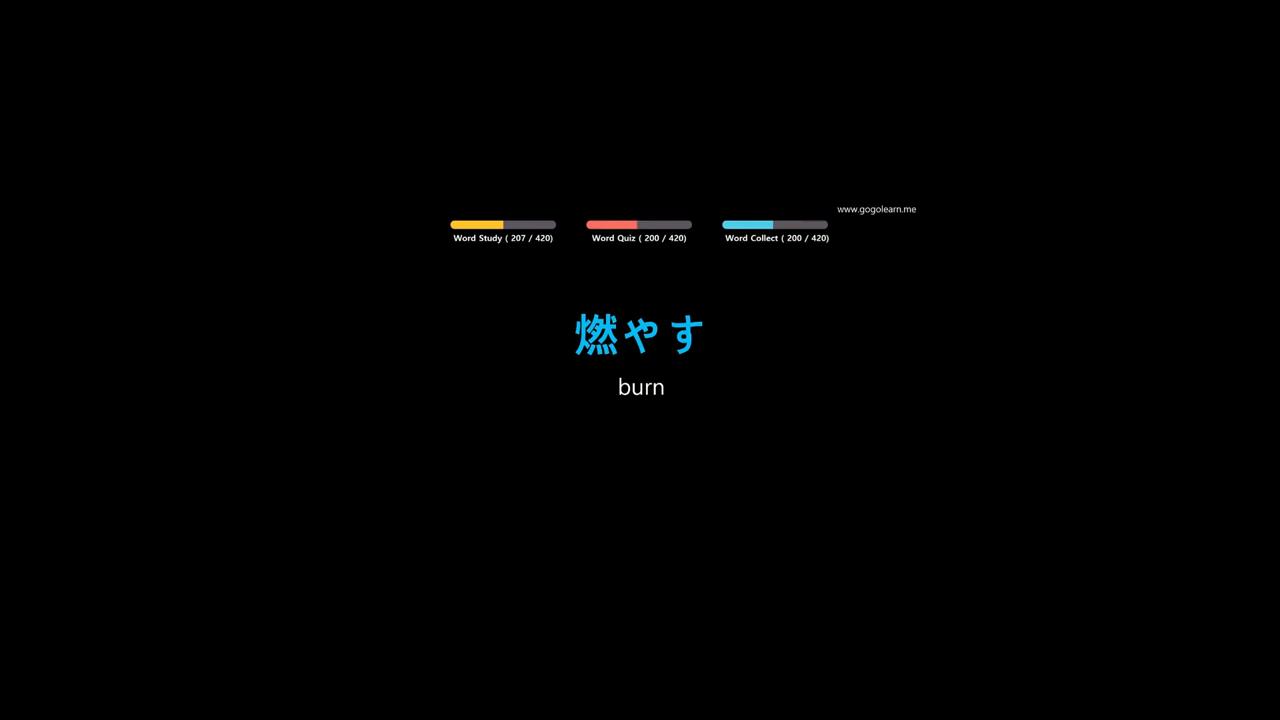 www.gogolearn.me
Word Study ( 207 / 420)
Word Quiz ( 200 / 420)
Word Collect ( 200 / 420)
燃やす
burn